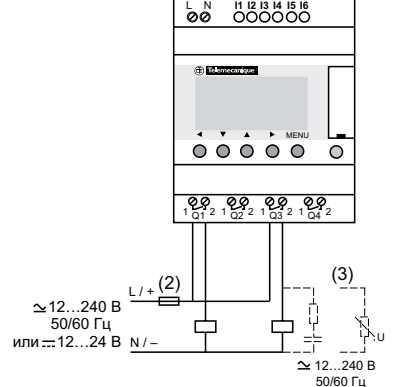 L N I1 I2 I3 I4 I5 I6
Telemecanique
MENU
1 2 1 2 1 2 1 2
Q1 Q2 Q3 Q4
L / + (2) (3)
≃ 12...240 В
50/60 Гц
или ⎓ 12...24 В N / –
U
≃ 12...240 В
50/60 Гц